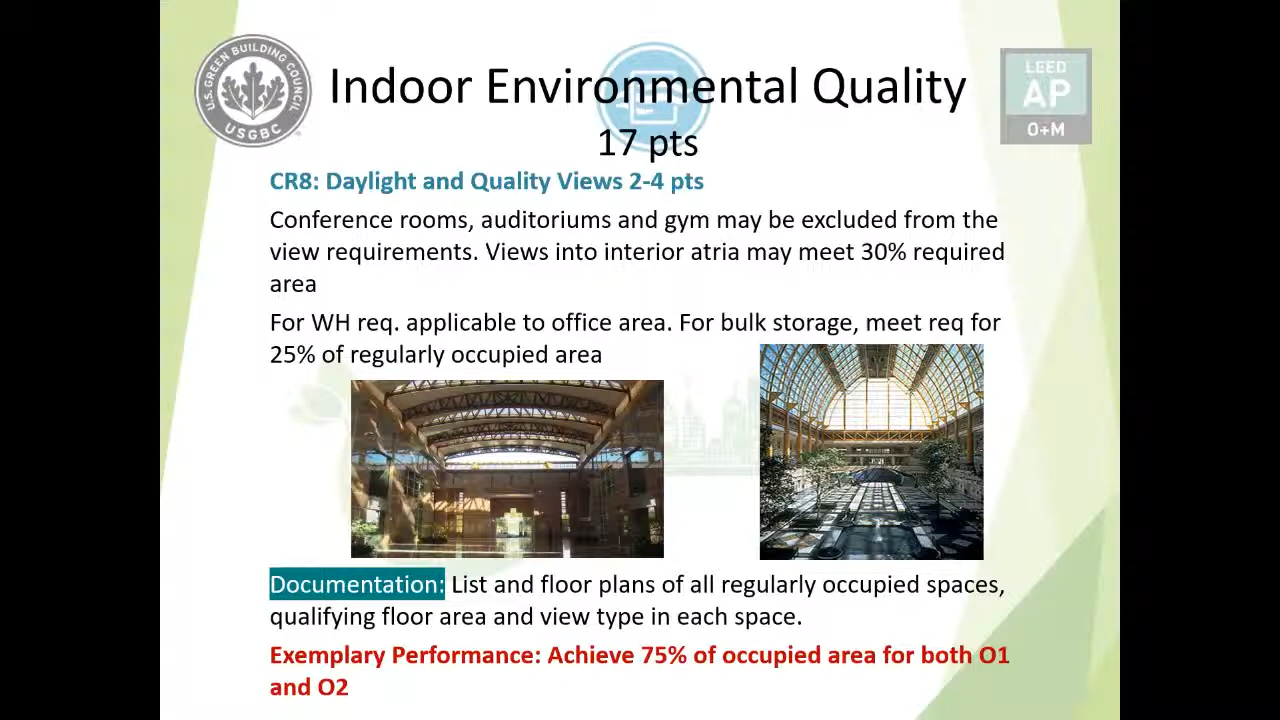 U.S. GREEN BUILDING COUNCIL
USGBC
Indoor Environmental Quality
17 pts
LEED
AP
O+M
CR8: Daylight and Quality Views 2-4 pts
Conference rooms, auditoriums and gym may be excluded from the
view requirements. Views into interior atria may meet 30% required
area
For WH req. applicable to office area. For bulk storage, meet req for
25% of regularly occupied area
Documentation: List and floor plans of all regularly occupied spaces,
qualifying floor area and view type in each space.
Exemplary Performance: Achieve 75% of occupied area for both O1
and O2